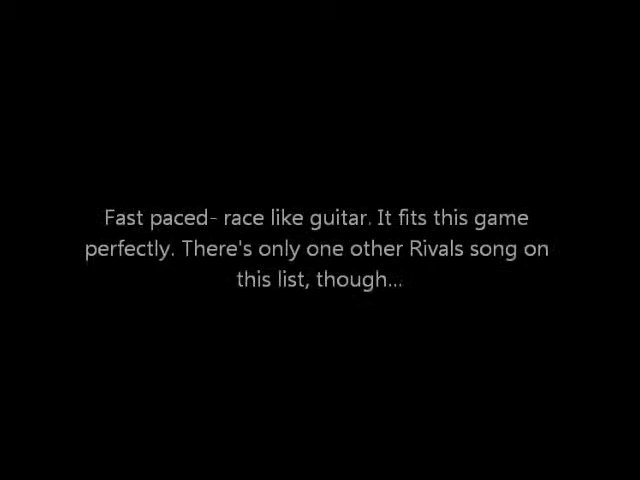 Fast paced- race like guitar. It fits this game
perfectly. There's only one other Rivals song on
this list, though...